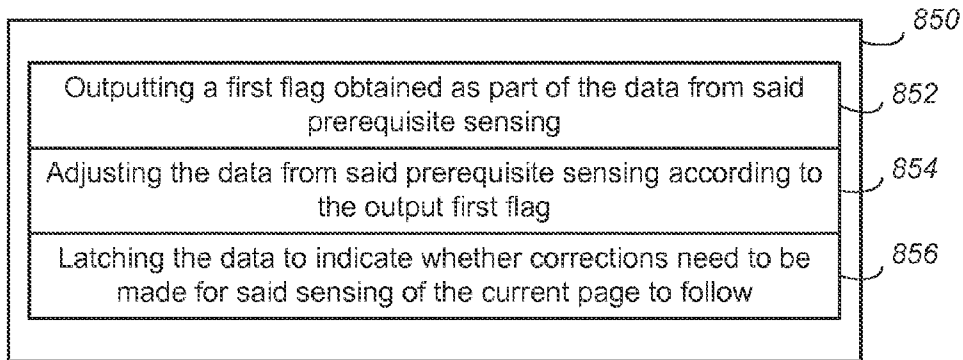 850
Outputting a first flag obtained as part of the data from said
prerequisite sensing
852
Adjusting the data from said prerequisite sensing according to
the output first flag
854
Latching the data to indicate whether corrections need to be
made for said sensing of the current page to follow
856